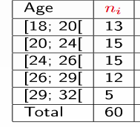 Age n_i
[18; 20[ 13
[20; 24[ 15
[24; 26[ 15
[26; 29[ 12
[29; 32[ 5
Total 60